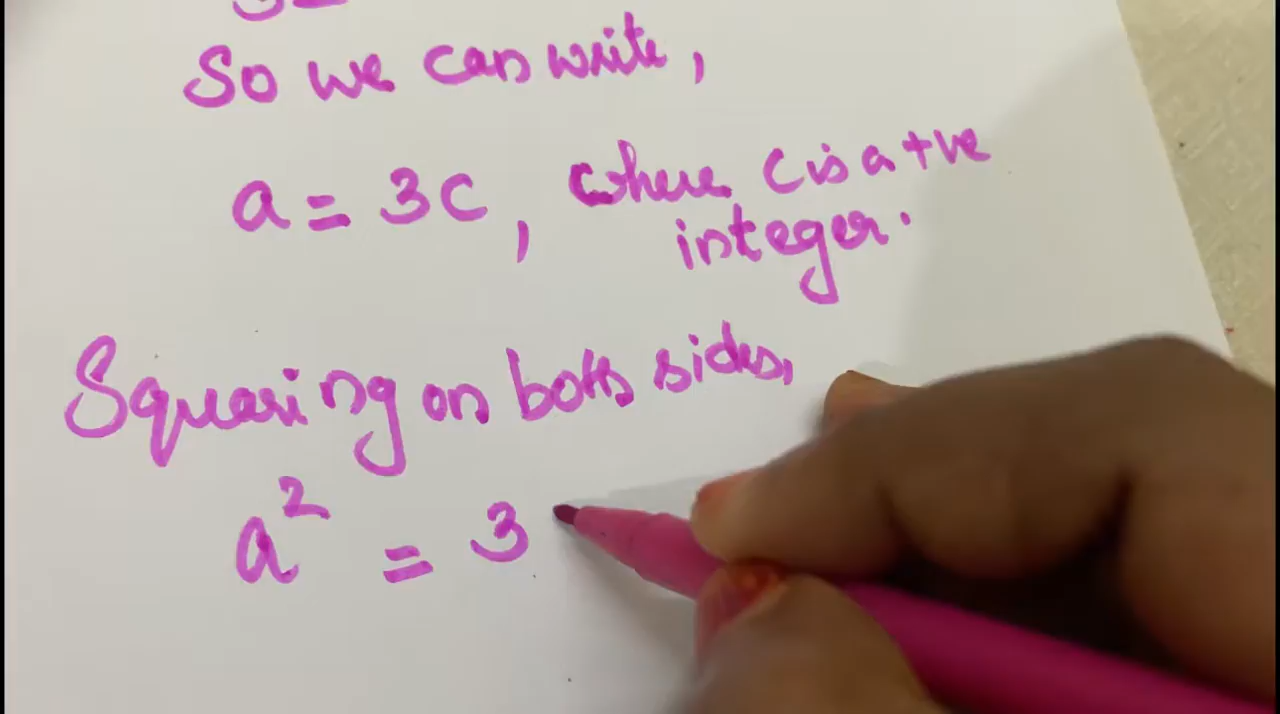 So we can write,
a = 3c, where c is a +ve
integer.
Squaring on both sides,
a² = 3